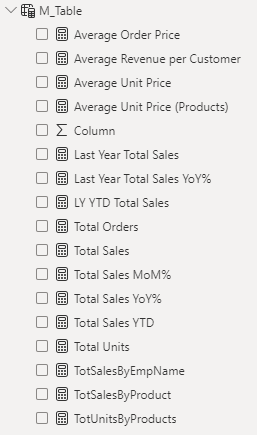 M_Table
Average Order Price
Average Revenue per Customer
Average Unit Price
Average Unit Price (Products)
Column
Last Year Total Sales
Last Year Total Sales YoY%
LY YTD Total Sales
Total Orders
Total Sales
Total Sales MoM%
Total Sales YoY%
Total Sales YTD
Total Units
TotSalesByEmpName
TotSalesByProduct
TotUnitsByProducts